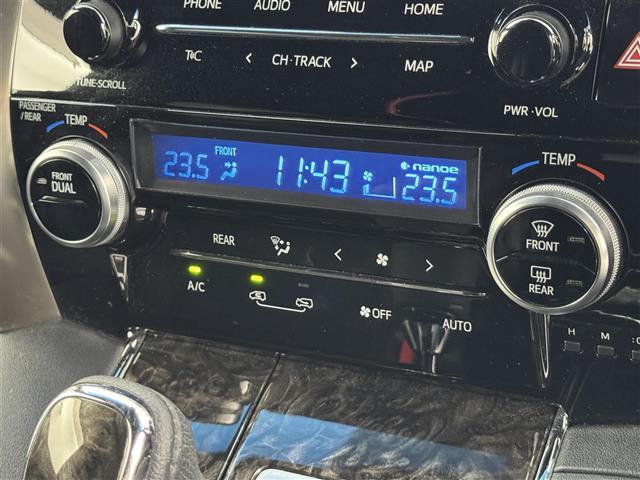 PHONE AUDIO MENU HOME
T C < CH·TRACK > MAP
TUNE·SCROLL
PWR·VOL
PASSENGER
/REAR
TEMP
FRONT
nanoe
TEMP
23.5 11:43 23.5
FRONT
DUAL
FRONT
REAR
REAR < >
A/C
OFF AUTO
H M